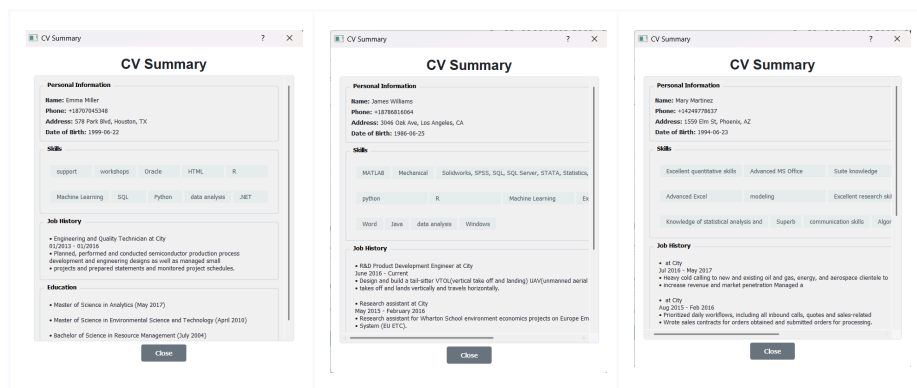 CV Summary
CV Summary
Personal Information
Name: Emma Miller
Phone: +18707045348
Address: 578 Park Blvd, Houston, TX
Date of Birth: 1999-06-22
Skills
support workshops Oracle HTML R
Machine Learning SQL Python data analysis .NET
Job History
• Engineering and Quality Technician at City
01/2013 - 01/2016
• Planned, performed and conducted semiconductor production process
development and engineering designs as well as managed small
• projects and prepared statements and monitored project schedules.
Education
• Master of Science in Analytics (May 2017)
• Master of Science in Environmental Science and Technology (April 2010)
• Bachelor of Science in Resource Management (July 2004)
Close
CV Summary
CV Summary
Personal Information
Name: James Williams
Phone: +18786816064
Address: 3046 Oak Ave, Los Angeles, CA
Date of Birth: 1986-06-25
Skills
MATLAB Mechanical Solidworks, SPSS, SQL, SQL Server, STATA, Statistics,
python R Machine Learning Ex
Word Java data analysis Windows
Job History
• R&D Product Development Engineer at City
June 2016 - Current
• Design and build a tail-sitter VTOL(vertical take off and landing) UAV(unmanned aerial
• takes off and lands vertically and travels horizontally.
• Research assistant at City
May 2015 - February 2016
• Research assistant for Wharton School environment economics projects on Europe Em
• System (EU ETC).
Close
CV Summary
CV Summary
Personal Information
Name: Mary Martinez
Phone: +14249778637
Address: 1559 Elm St, Phoenix, AZ
Date of Birth: 1994-06-23
Skills
Excellent quantitative skills Advanced MS Office Suite knowledge
Advanced Excel modeling Excellent research skil
Knowledge of statistical analysis and Superb communication skills Algor
Job History
• at City
Jul 2016 - May 2017
• Heavy cold calling to new and existing oil and gas, energy, and aerospace clientele to
• increase revenue and market penetration Managed a
• at City
Aug 2015 - Feb 2016
• Prioritized daily workflows, including all inbound calls, quotes and sales-related
• Wrote sales contracts for orders obtained and submitted orders for processing.
Close